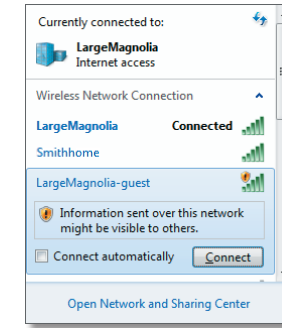 Currently connected to:
LargeMagnolia
Internet access
Wireless Network Connection
LargeMagnolia Connected
Smithhome
LargeMagnolia-guest
Information sent over this network
might be visible to others.
Connect automatically Connect
Open Network and Sharing Center